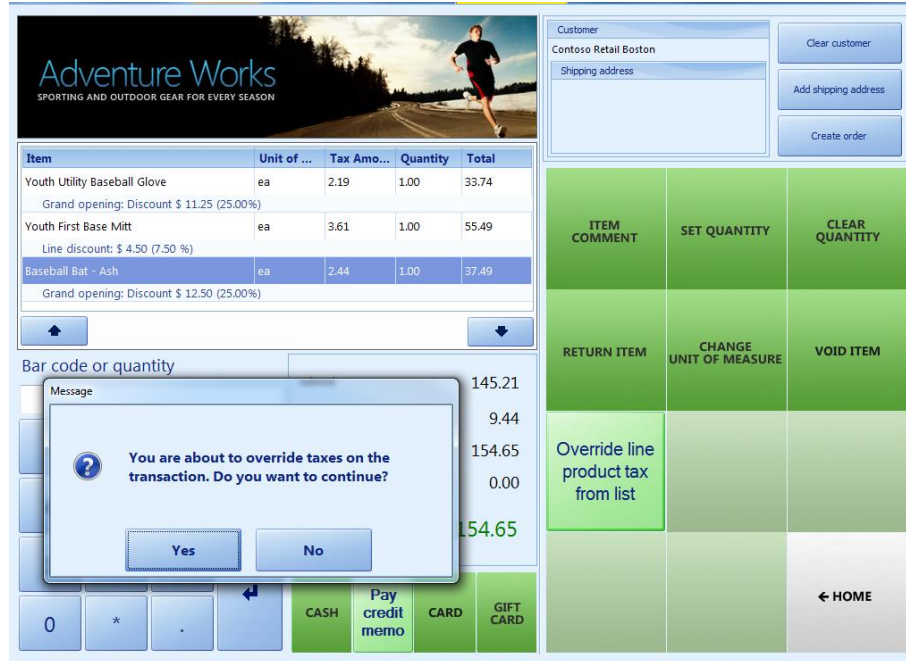 Adventure Works
SPORTING AND OUTDOOR GEAR FOR EVERY SEASON
Customer
Contoso Retail Boston
Shipping address
Clear customer
Add shipping address
Create order
Item Unit of ... Tax Amo... Quantity Total
Youth Utility Baseball Glove ea 2.19 1.00 33.74
Grand opening: Discount $ 11.25 (25.00%)
Youth First Base Mitt ea 3.61 1.00 55.49
Line discount: $ 4.50 (7.50 %)
Baseball Bat - Ash ea 2.44 1.00 37.49
Grand opening: Discount $ 12.50 (25.00%)
ITEM
COMMENT
SET QUANTITY
CLEAR
QUANTITY
RETURN ITEM
CHANGE
UNIT OF MEASURE
VOID ITEM
Override line
product tax
from list
← HOME
Bar code or quantity
145.21
9.44
154.65
0.00
154.65
Message
You are about to override taxes on the
transaction. Do you want to continue?
Yes
No
0
*
.
CASH
Pay
credit
memo
CARD
GIFT
CARD